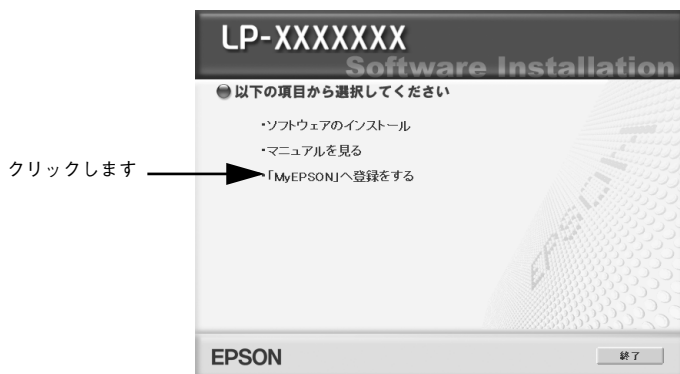 LP-XXXXXXX
Software Installation
以下の項目から選択してください
・ソフトウェアのインストール
・マニュアルを見る
クリックします
・「MyEPSON」へ登録をする
EPSON
EPSON
終了